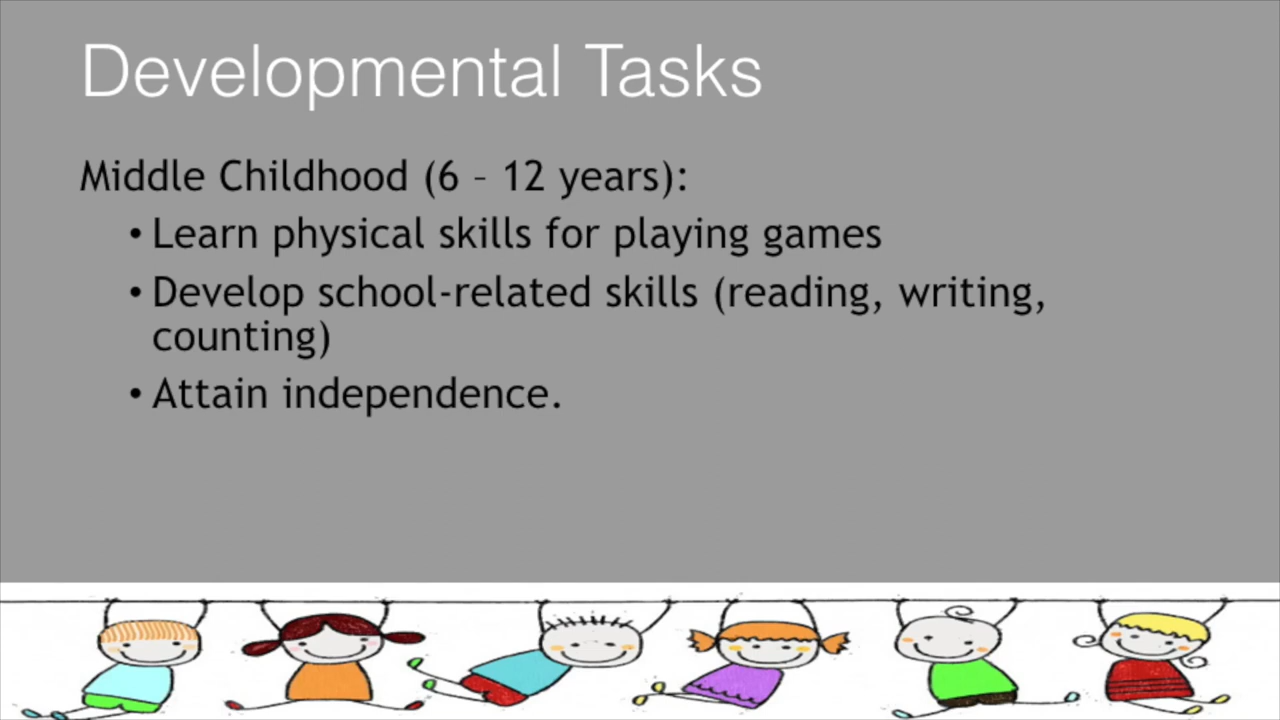 Developmental Tasks
Middle Childhood (6 – 12 years):
• Learn physical skills for playing games
• Develop school-related skills (reading, writing,
counting)
• Attain independence.